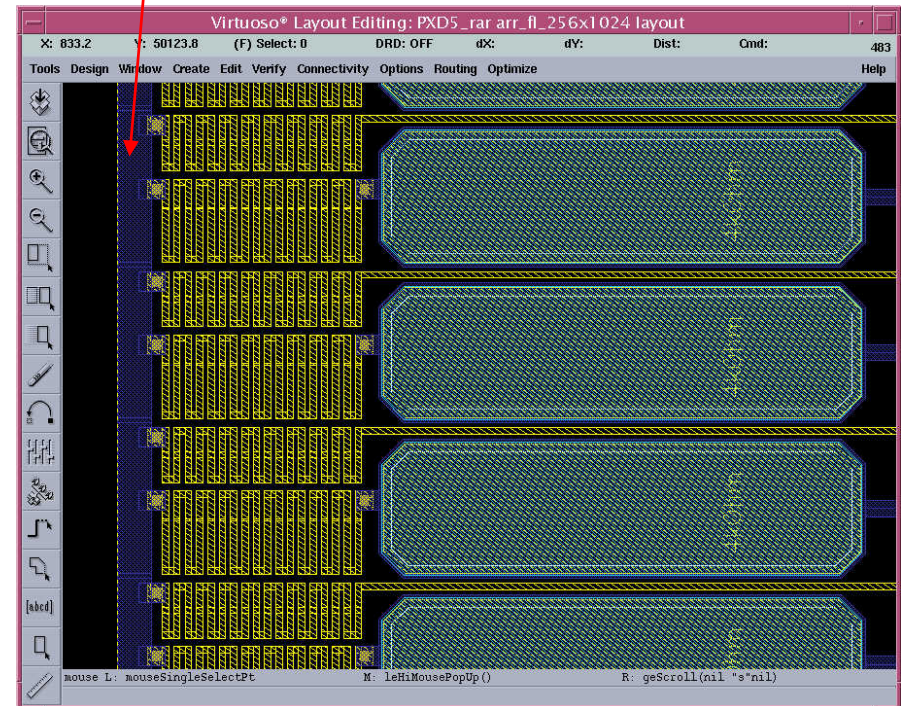 Virtuoso® Layout Editing: PXD5_rar arr_fl_256x1024 layout
X: 833.2 Y: 50123.8 (F) Select: 0 DRD: OFF dX: dY: Dist: Cmd: 483
Tools Design Window Create Edit Verify Connectivity Options Routing Optimize Help
[abcd]
mouse L: mouseSingleSelectPt M: leHiMousePopUp() R: geScroll(nil "s"nil)